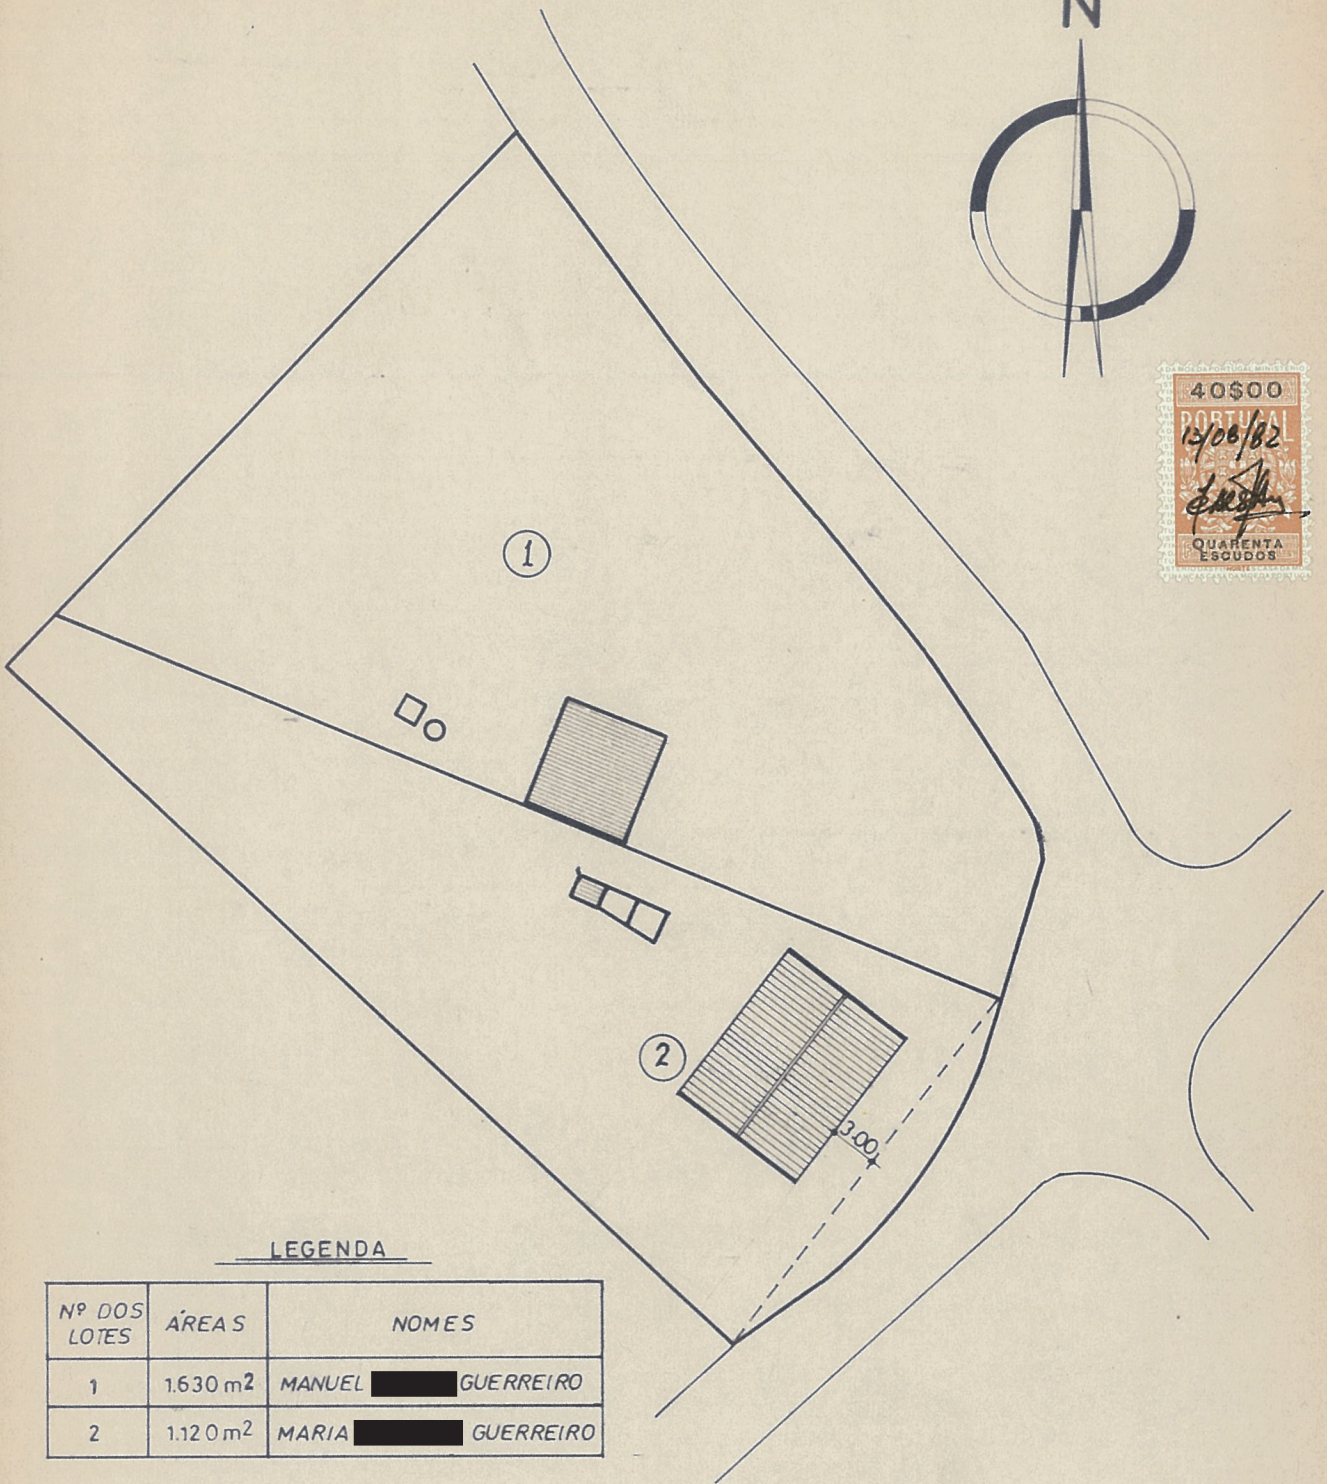 N
40$00
PORTUGAL
13/08/82
QUARENTA
ESCUDOS
1
2
3.00
LEGENDA
Nº DOS LOTES ÁREAS NOMES
1 1.630 m2 MANUEL GUERREIRO
2 1.120 m2 MARIA GUERREIRO